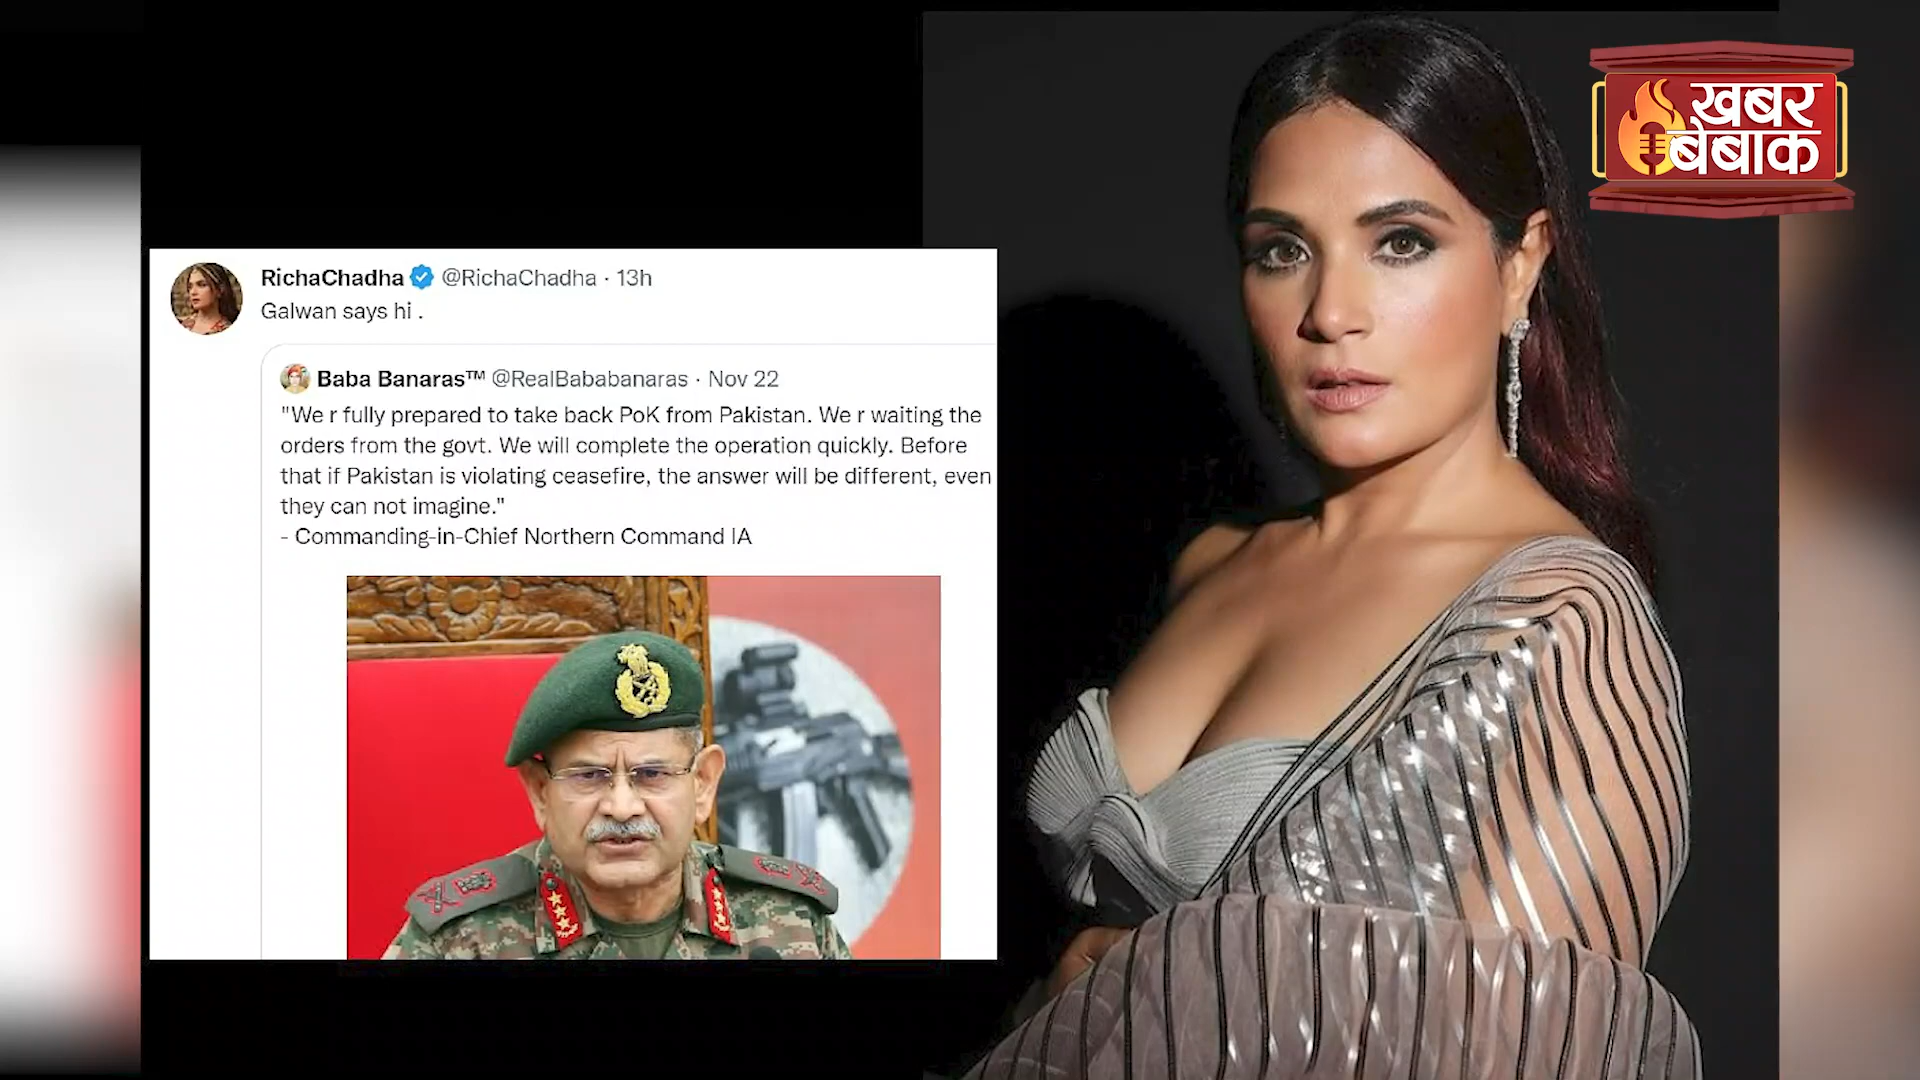 खबर
बेबाक
RichaChadha @RichaChadha · 13h
Galwan says hi .
Baba Banaras™ @RealBababanaras · Nov 22
"We r fully prepared to take back PoK from Pakistan. We r waiting the
orders from the govt. We will complete the operation quickly. Before
that if Pakistan is violating ceasefire, the answer will be different, even
they can not imagine."
- Commanding-in-Chief Northern Command IA